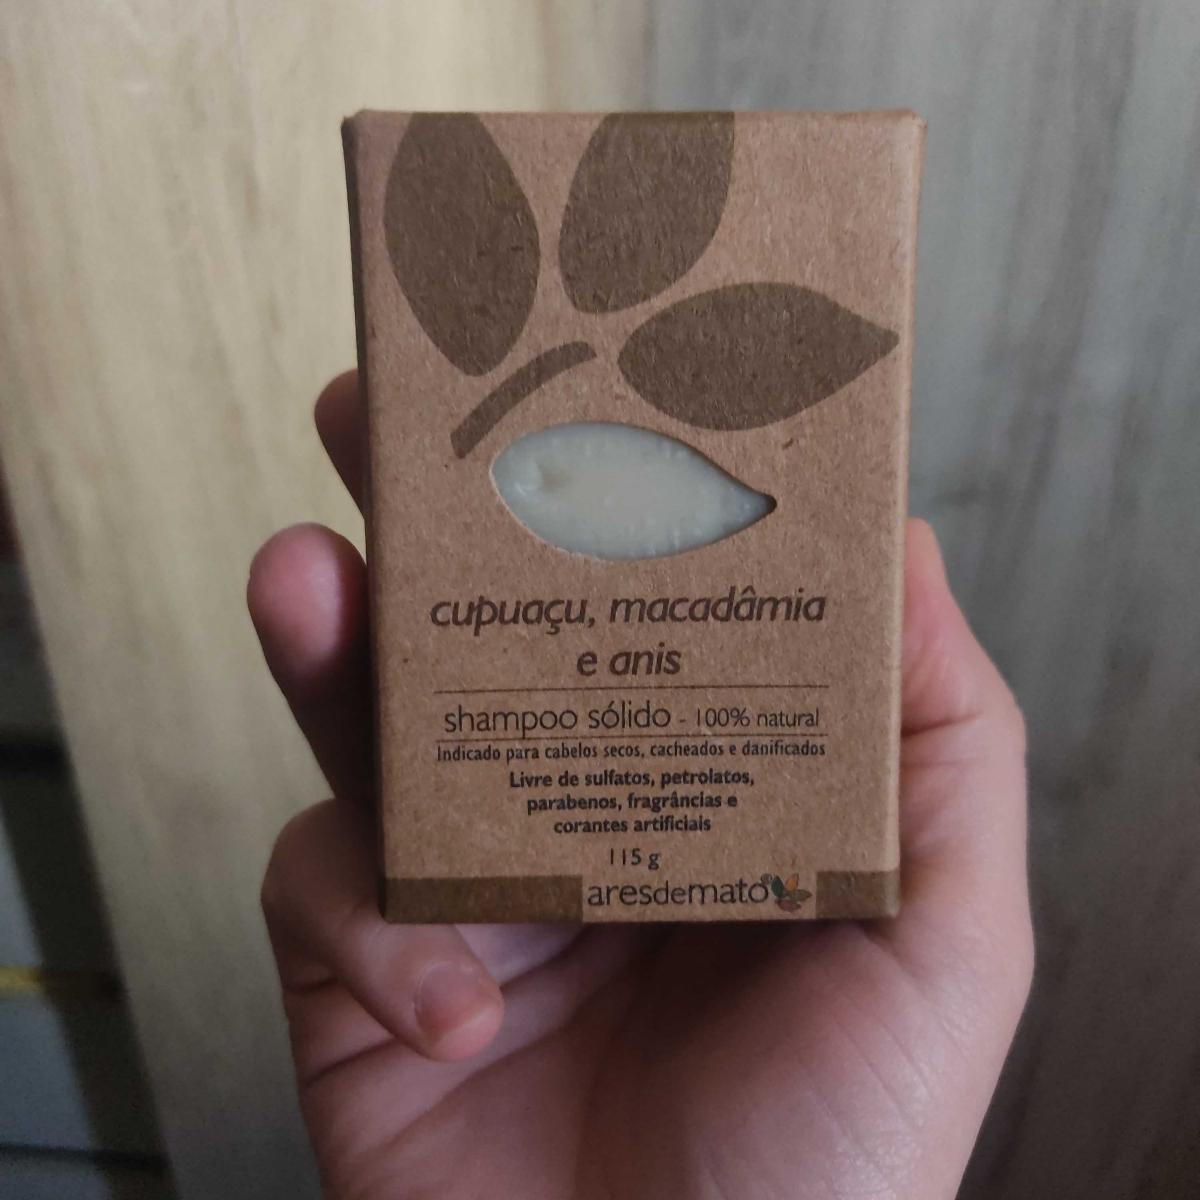 cupuaçu, macadâmia
e anis
shampoo sólido - 100% natural
Indicado para cabelos secos, cacheados e danificados
Livre de sulfatos, petrolatos,
parabenos, fragrâncias e
corantes artificiais
115 g
aresdemato